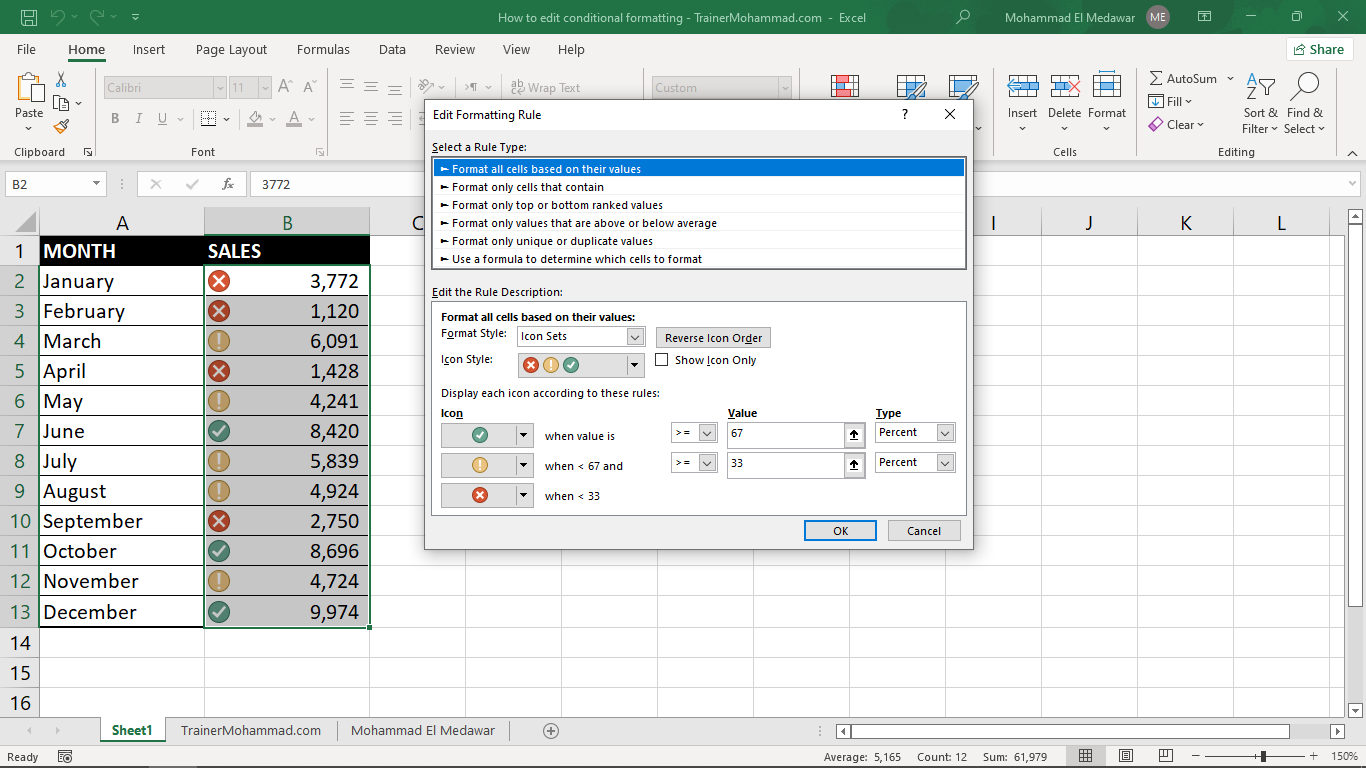 How to edit conditional formatting - TrainerMohammad.com - Excel
Mohammad El Medawar ME
File Home Insert Page Layout Formulas Data Review View Help
Share
Paste
Clipboard
Calibri 11
B I U
A A
Font
ab Wrap Text
Custom
Insert Delete Format
Cells
AutoSum
Fill
Clear
Sort & Filter
Find & Select
Editing
B2 fx 3772
A B C I J K L
1 MONTH SALES
2 January 3,772
3 February 1,120
4 March 6,091
5 April 1,428
6 May 4,241
7 June 8,420
8 July 5,839
9 August 4,924
10 September 2,750
11 October 8,696
12 November 4,724
13 December 9,974
14
15
16
Edit Formatting Rule
?
Select a Rule Type:
► Format all cells based on their values
► Format only cells that contain
► Format only top or bottom ranked values
► Format only values that are above or below average
► Format only unique or duplicate values
► Use a formula to determine which cells to format
Edit the Rule Description:
Format all cells based on their values:
Format Style: Icon Sets Reverse Icon Order
Icon Style: Show Icon Only
Display each icon according to these rules:
Icon Value Type
when value is >= 67 Percent
when < 67 and >= 33 Percent
when < 33
OK Cancel
Sheet1 TrainerMohammad.com Mohammad El Medawar
Ready
Average: 5,165 Count: 12 Sum: 61,979
150%